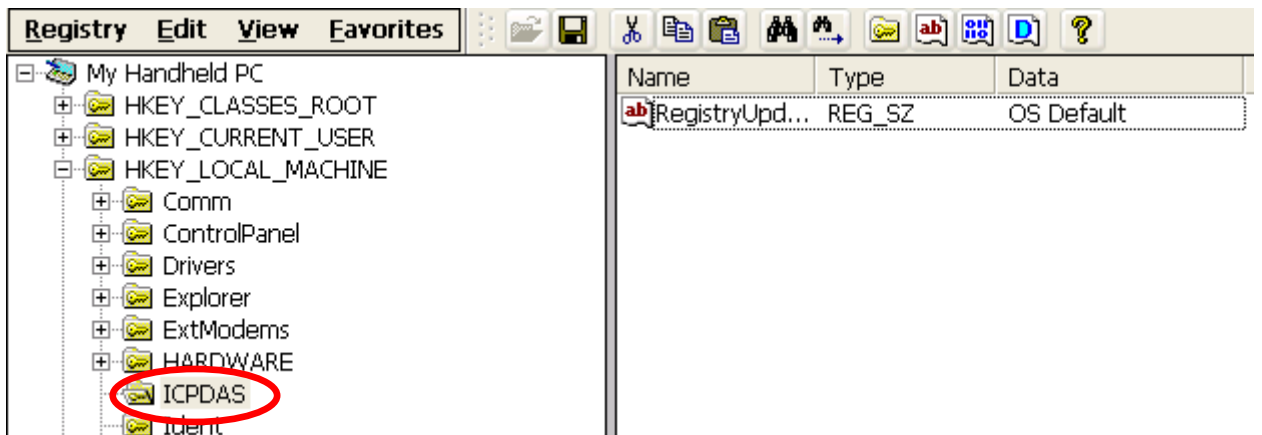 Registry Edit View Favorites
My Handheld PC
HKEY_CLASSES_ROOT
HKEY_CURRENT_USER
HKEY_LOCAL_MACHINE
Comm
ControlPanel
Drivers
Explorer
ExtModems
HARDWARE
ICPDAS
Ident
Name Type Data
RegistryUpd... REG_SZ OS Default